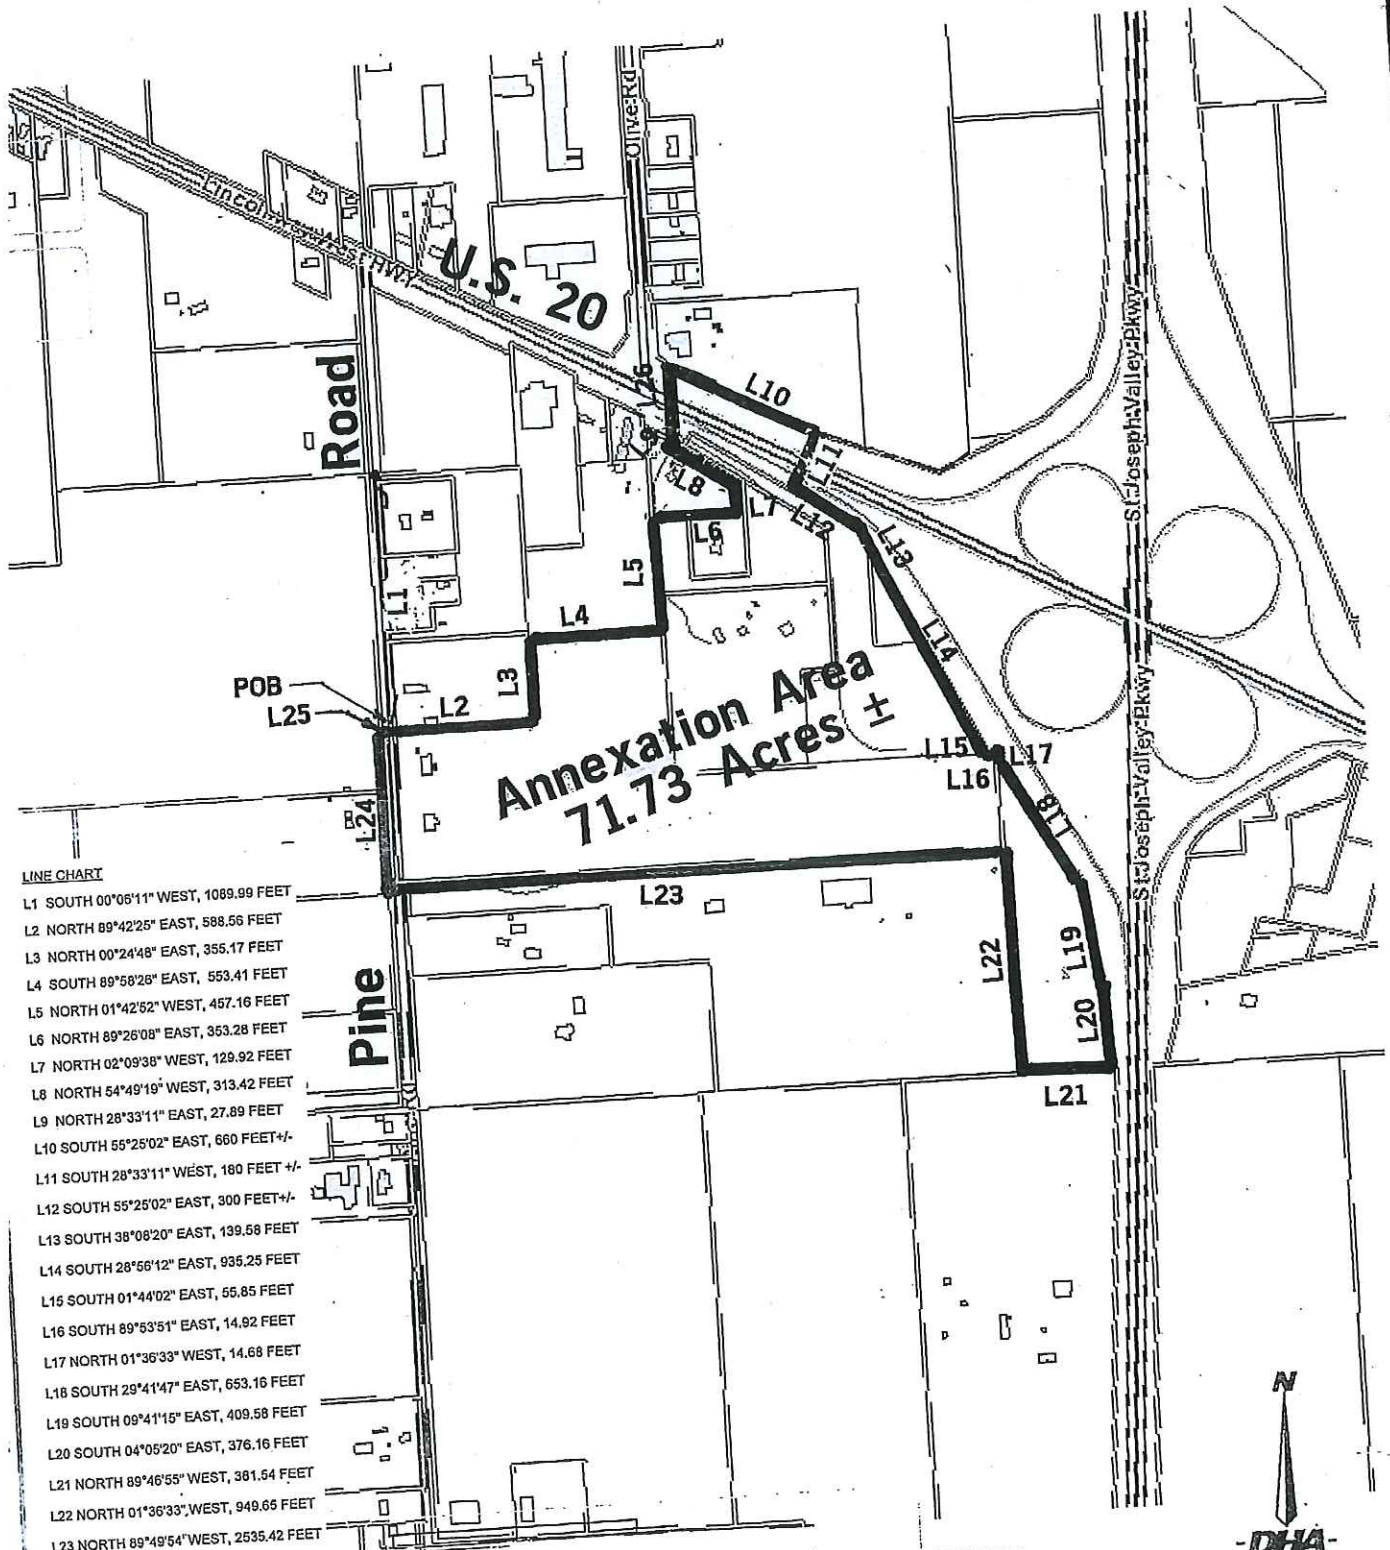 Olive Rd
Lincoln Way West HWY
U.S. 20
Road
L26
L10
L9
L11
L8
L7
L12
L6
L13
L5
L1
L4
L14
L3
POB
L25
L2
Annexation Area
71.73 Acres ±
L15
L17
L16
L18
L24
L23
L19
L22
L20
L21
Pine
St Joseph Valley Pkwy
St Joseph Valley Pkwy
LINE CHART
L1 SOUTH 00°06'11" WEST, 1089.99 FEET
L2 NORTH 89°42'25" EAST, 588.56 FEET
L3 NORTH 00°24'48" EAST, 355.17 FEET
L4 SOUTH 89°58'28" EAST, 553.41 FEET
L5 NORTH 01°42'52" WEST, 457.16 FEET
L6 NORTH 89°26'08" EAST, 353.28 FEET
L7 NORTH 02°09'38" WEST, 129.92 FEET
L8 NORTH 54°49'19" WEST, 313.42 FEET
L9 NORTH 28°33'11" EAST, 27.89 FEET
L10 SOUTH 55°25'02" EAST, 660 FEET+/-
L11 SOUTH 28°33'11" WEST, 180 FEET +/-
L12 SOUTH 55°25'02" EAST, 300 FEET+/-
L13 SOUTH 38°08'20" EAST, 139.58 FEET
L14 SOUTH 28°56'12" EAST, 935.25 FEET
L15 SOUTH 01°44'02" EAST, 55.85 FEET
L16 SOUTH 89°53'51" EAST, 14.92 FEET
L17 NORTH 01°36'33" WEST, 14.68 FEET
L18 SOUTH 29°41'47" EAST, 653.16 FEET
L19 SOUTH 09°41'15" EAST, 409.58 FEET
L20 SOUTH 04°05'20" EAST, 376.16 FEET
L21 NORTH 89°46'55" WEST, 381.54 FEET
L22 NORTH 01°36'33" WEST, 949.65 FEET
L23 NORTH 89°49'54" WEST, 2535.42 FEET
N
-DHA-